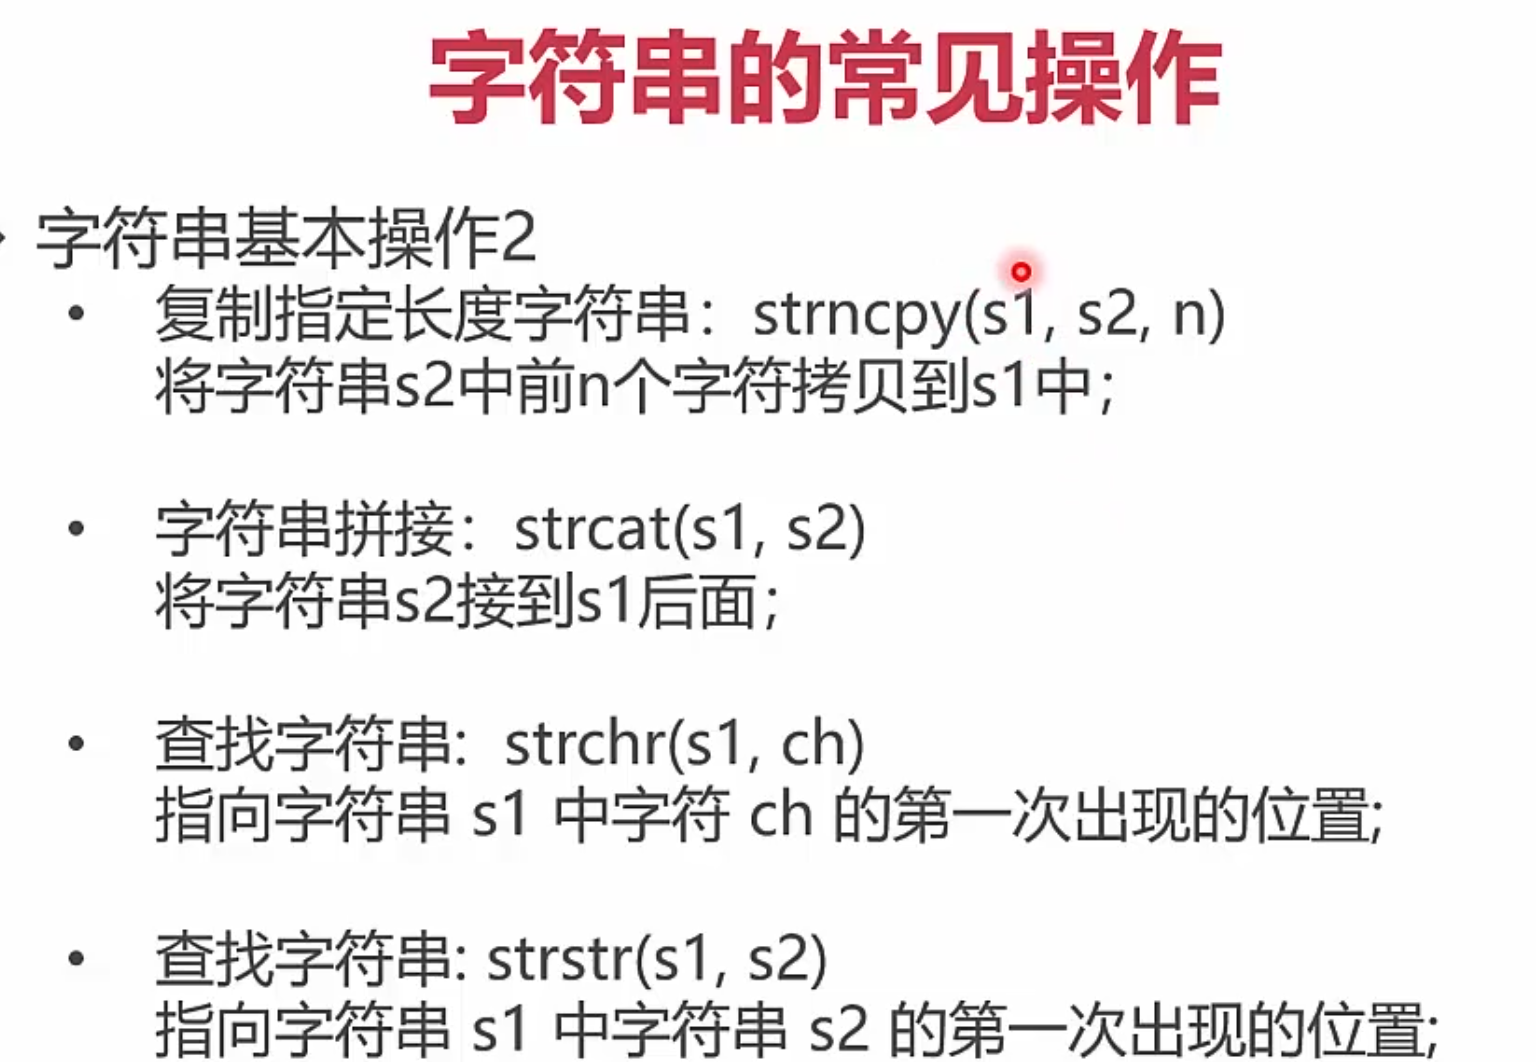 字符串的常见操作
字符串基本操作2
• 复制指定长度字符串：strncpy(s1, s2, n)
将字符串s2中前n个字符拷贝到s1中；
• 字符串拼接：strcat(s1, s2)
将字符串s2接到s1后面；
• 查找字符串: strchr(s1, ch)
指向字符串 s1 中字符 ch 的第一次出现的位置;
• 查找字符串: strstr(s1, s2)
指向字符串 s1 中字符串 s2 的第一次出现的位置;